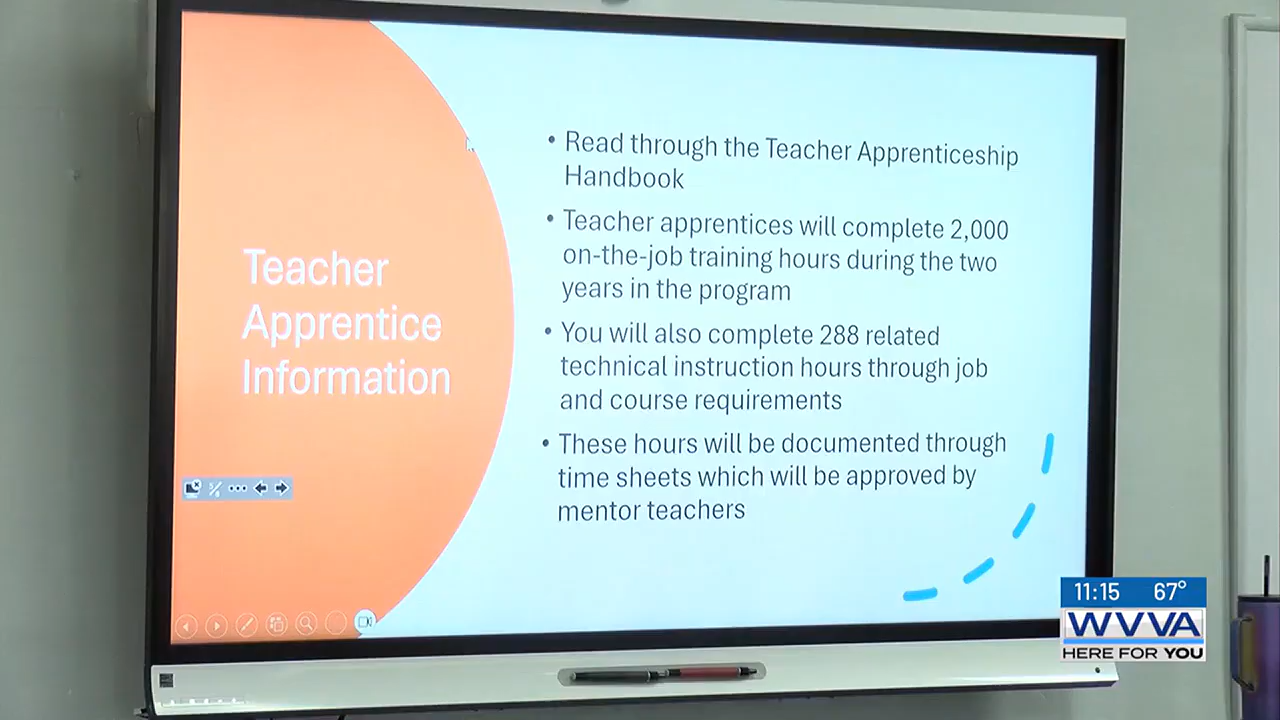 Teacher
Apprentice
Information
• Read through the Teacher Apprenticeship
Handbook
• Teacher apprentices will complete 2,000
on-the-job training hours during the two
years in the program
• You will also complete 288 related
technical instruction hours through job
and course requirements
• These hours will be documented through
time sheets which will be approved by
mentor teachers
11:15 67°
WVVA
HERE FOR YOU